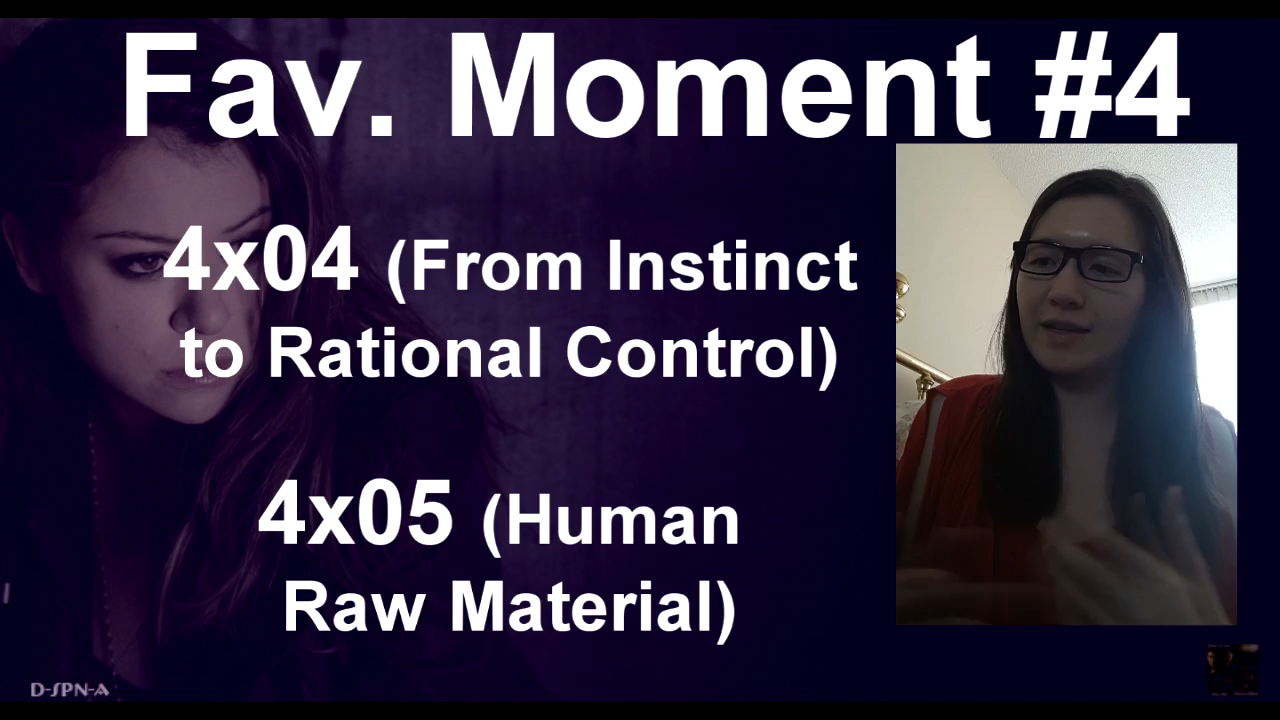 Fav. Moment #4
4x04 (From Instinct
to Rational Control)
4x05 (Human
Raw Material)
D-SPN-A